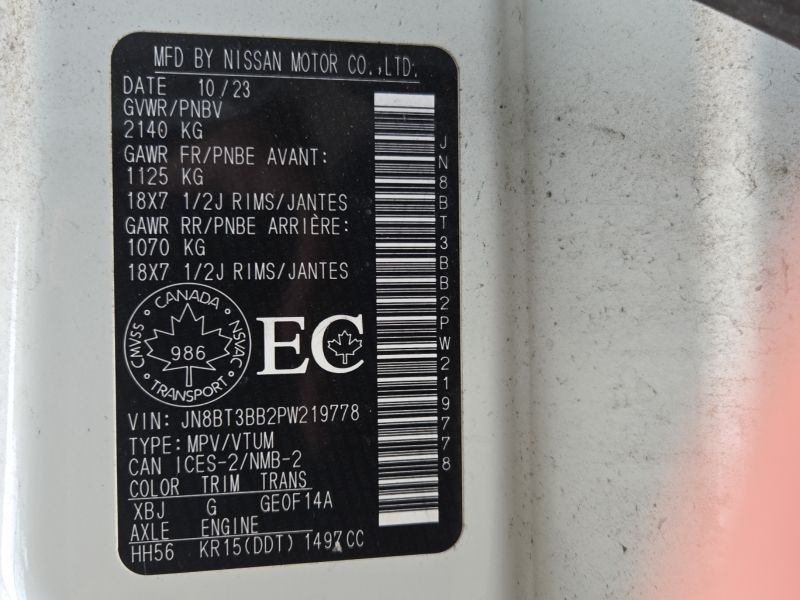 MFD BY NISSAN MOTOR CO.,LTD.
DATE 10/23
GVWR/PNBV
2140 KG
GAWR FR/PNBE AVANT:
1125 KG
18X7 1/2J RIMS/JANTES
GAWR RR/PNBE ARRIÈRE:
1070 KG
18X7 1/2J RIMS/JANTES
CANADA
CMVSS NSVAC
986
TRANSPORT
EC
VIN: JN8BT3BB2PW219778
TYPE: MPV/VTUM
CAN ICES-2/NMB-2
COLOR TRIM TRANS
XBJ G GE0F14A
AXLE ENGINE
HH56 KR15(DDT) 1497CC
JN8BT3BB2PW219778